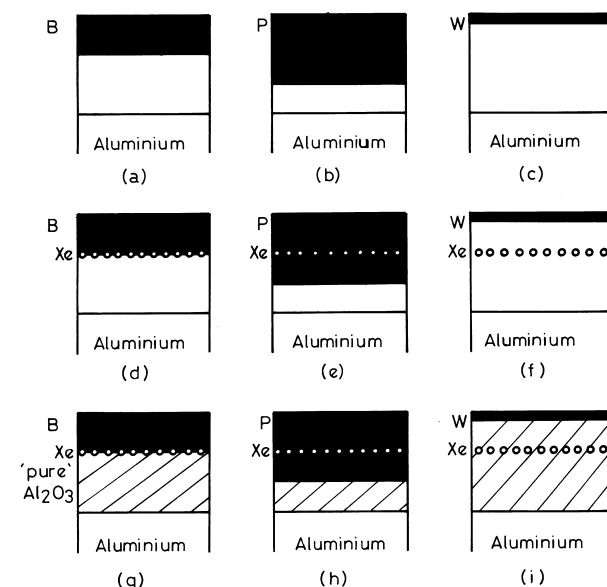 B
P
W
Aluminium
Aluminium
Aluminium
(a)
(b)
(c)
B
P
W
Xe
Xe
Xe
Aluminium
Aluminium
Aluminium
(d)
(e)
(f)
B
P
W
Xe
Xe
Xe
'pure'
Al2O3
Aluminium
Aluminium
Aluminium
(g)
(h)
(i)